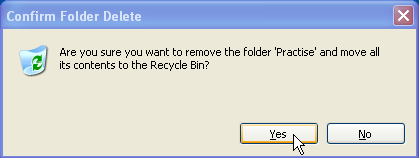 Confirm Folder Delete
Are you sure you want to remove the folder 'Practise' and move all
its contents to the Recycle Bin?
Yes No